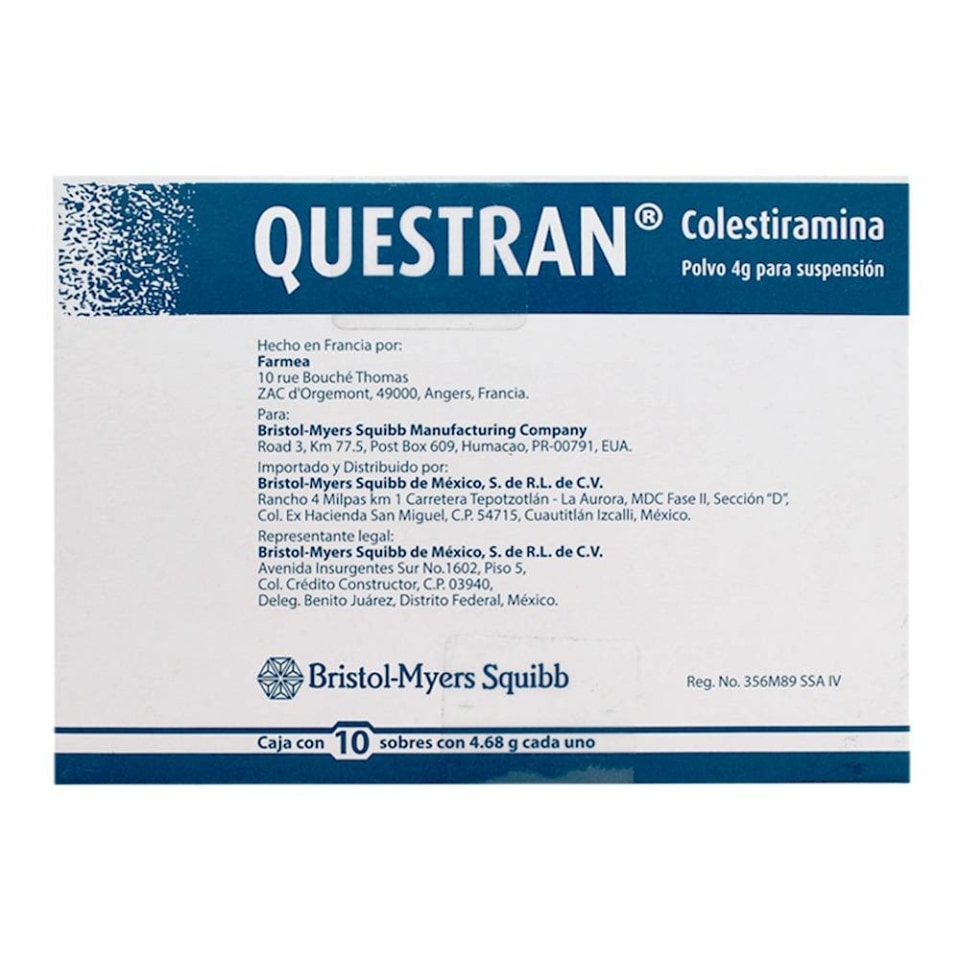 QUESTRAN® Colestiramina
Polvo 4g para suspensión
Hecho en Francia por:
Farmea
10 rue Bouché Thomas
ZAC d'Orgemont, 49000, Angers, Francia.
Para:
Bristol-Myers Squibb Manufacturing Company
Road 3, Km 77.5, Post Box 609, Humacao, PR-00791, EUA.
Importado y Distribuido por:
Bristol-Myers Squibb de México, S. de R.L. de C.V.
Rancho 4 Milpas km 1 Carretera Tepotzotlán - La Aurora, MDC Fase II, Sección "D",
Col. Ex Hacienda San Miguel, C.P. 54715, Cuautitlán Izcalli, México.
Representante legal:
Bristol-Myers Squibb de México, S. de R.L. de C.V.
Avenida Insurgentes Sur No.1602, Piso 5,
Col. Crédito Constructor, C.P. 03940,
Deleg. Benito Juárez, Distrito Federal, México.
Bristol-Myers Squibb
Reg. No. 356M89 SSA IV
Caja con 10 sobres con 4.68 g cada uno